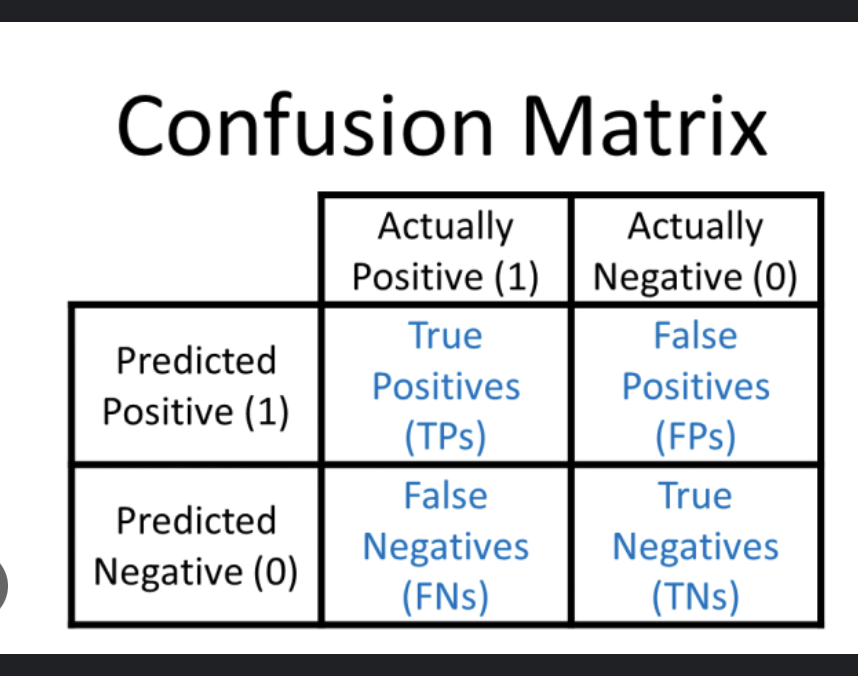 Confusion Matrix
Actually
Positive (1)
Actually
Negative (0)
Predicted
Positive (1)
True
Positives
(TPs)
False
Positives
(FPs)
Predicted
Negative (0)
False
Negatives
(FNs)
True
Negatives
(TNs)